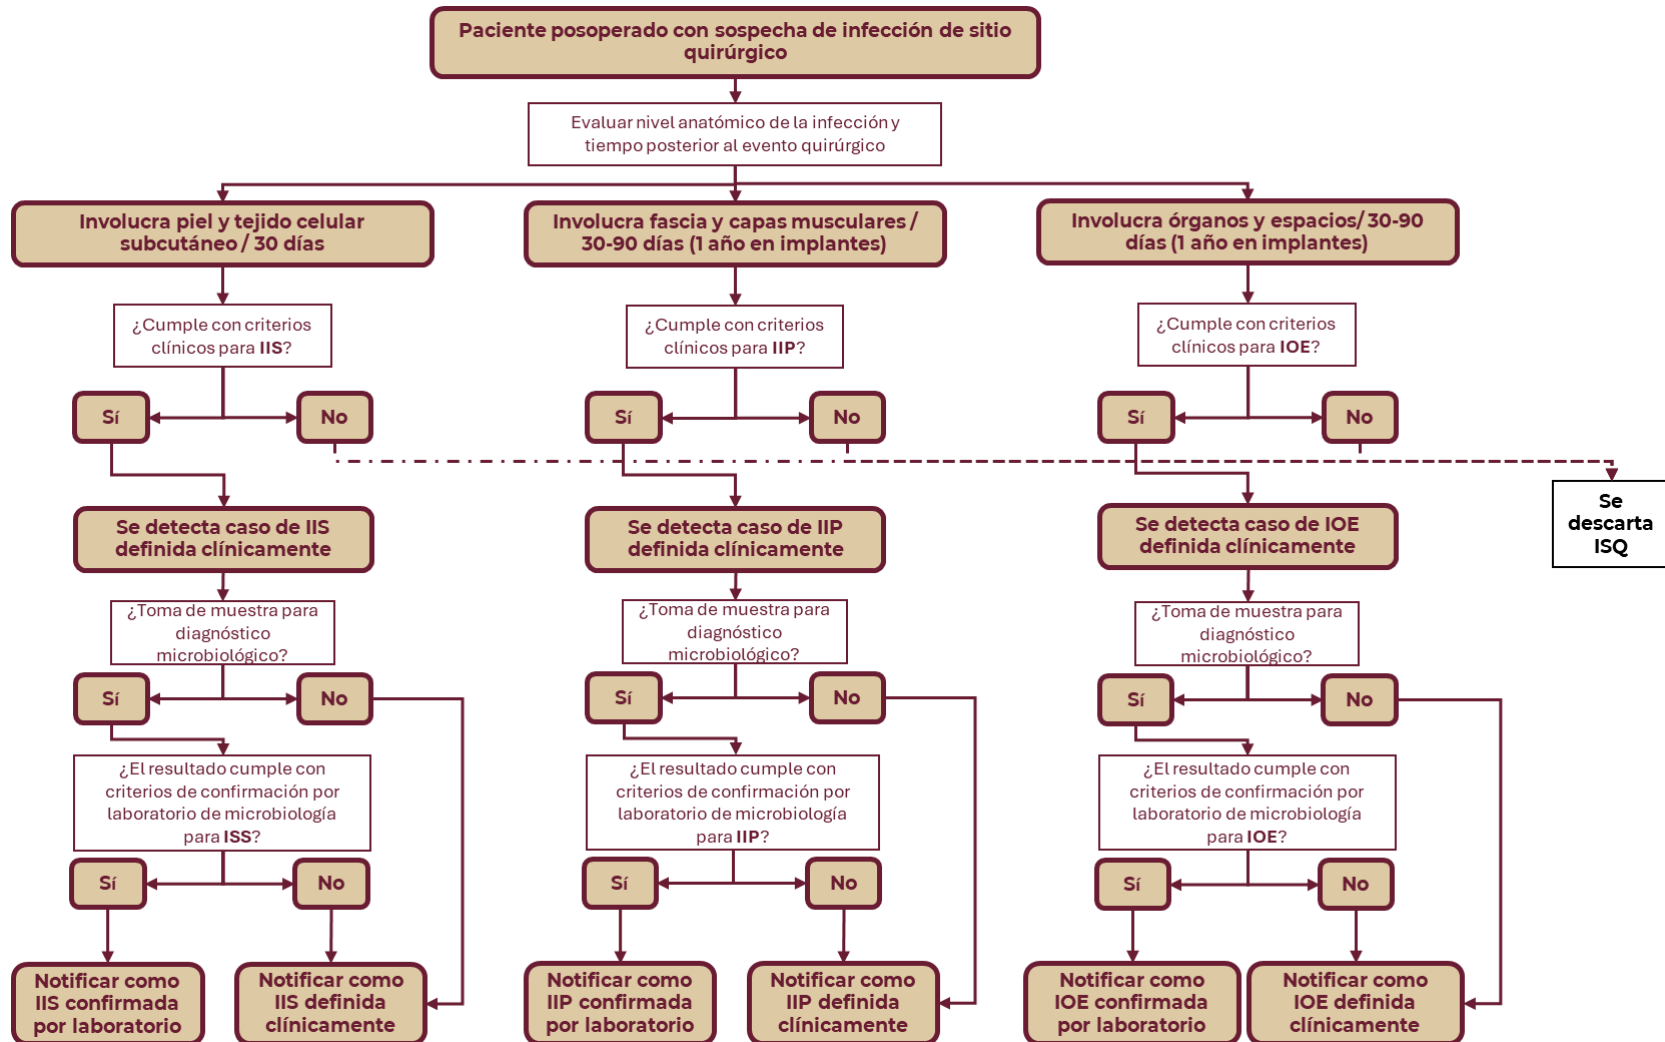 Paciente posoperado con sospecha de infección de sitio
quirúrgico
Evaluar nivel anatómico de la infección y
tiempo posterior al evento quirúrgico
Involucra piel y tejido celular
subcutáneo / 30 días
Involucra fascia y capas musculares /
30-90 días (1 año en implantes)
Involucra órganos y espacios/ 30-90
días (1 año en implantes)
¿Cumple con criterios
clínicos para IIS?
¿Cumple con criterios
clínicos para IIP?
¿Cumple con criterios
clínicos para IOE?
Sí
No
Sí
No
Sí
No
Se
descarta
ISQ
Se detecta caso de IIS
definida clínicamente
Se detecta caso de IIP
definida clínicamente
Se detecta caso de IOE
definida clínicamente
¿Toma de muestra para
diagnóstico
microbiológico?
¿Toma de muestra para
diagnóstico
microbiológico?
¿Toma de muestra para
diagnóstico
microbiológico?
Sí
No
Sí
No
Sí
No
¿El resultado cumple con
criterios de confirmación por
laboratorio de microbiología
para ISS?
¿El resultado cumple con
criterios de confirmación por
laboratorio de microbiología
para IIP?
¿El resultado cumple con
criterios de confirmación por
laboratorio de microbiología
para IOE?
Sí
No
Sí
No
Sí
No
Notificar como
IIS confirmada
por laboratorio
Notificar como
IIS definida
clínicamente
Notificar como
IIP confirmada
por laboratorio
Notificar como
IIP definida
clínicamente
Notificar como
IOE confirmada
por laboratorio
Notificar como
IOE definida
clínicamente